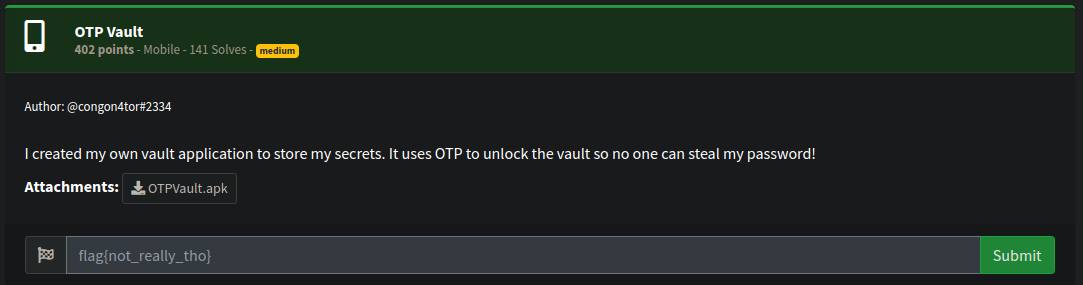 OTP Vault
402 points - Mobile - 141 Solves - medium
Author: @congon4tor#2334
I created my own vault application to store my secrets. It uses OTP to unlock the vault so no one can steal my password!
Attachments: OTPVault.apk
flag{not_really_tho} Submit